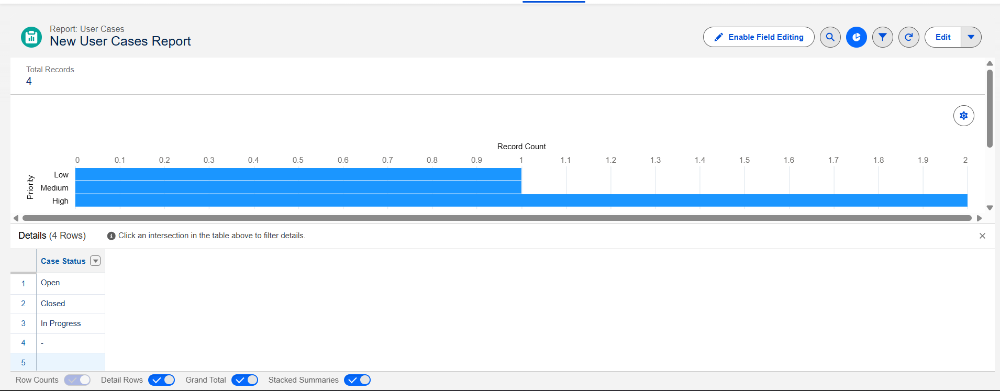 Report: User Cases
New User Cases Report
Enable Field Editing
Edit
Total Records
4
Record Count
0 0.1 0.2 0.3 0.4 0.5 0.6 0.7 0.8 0.9 1 1.1 1.2 1.3 1.4 1.5 1.6 1.7 1.8 1.9 2
Priority
Low
Medium
High
Details (4 Rows)
Click an intersection in the table above to filter details.
Case Status
1 Open
2 Closed
3 In Progress
4 -
5
Row Counts Detail Rows Grand Total Stacked Summaries